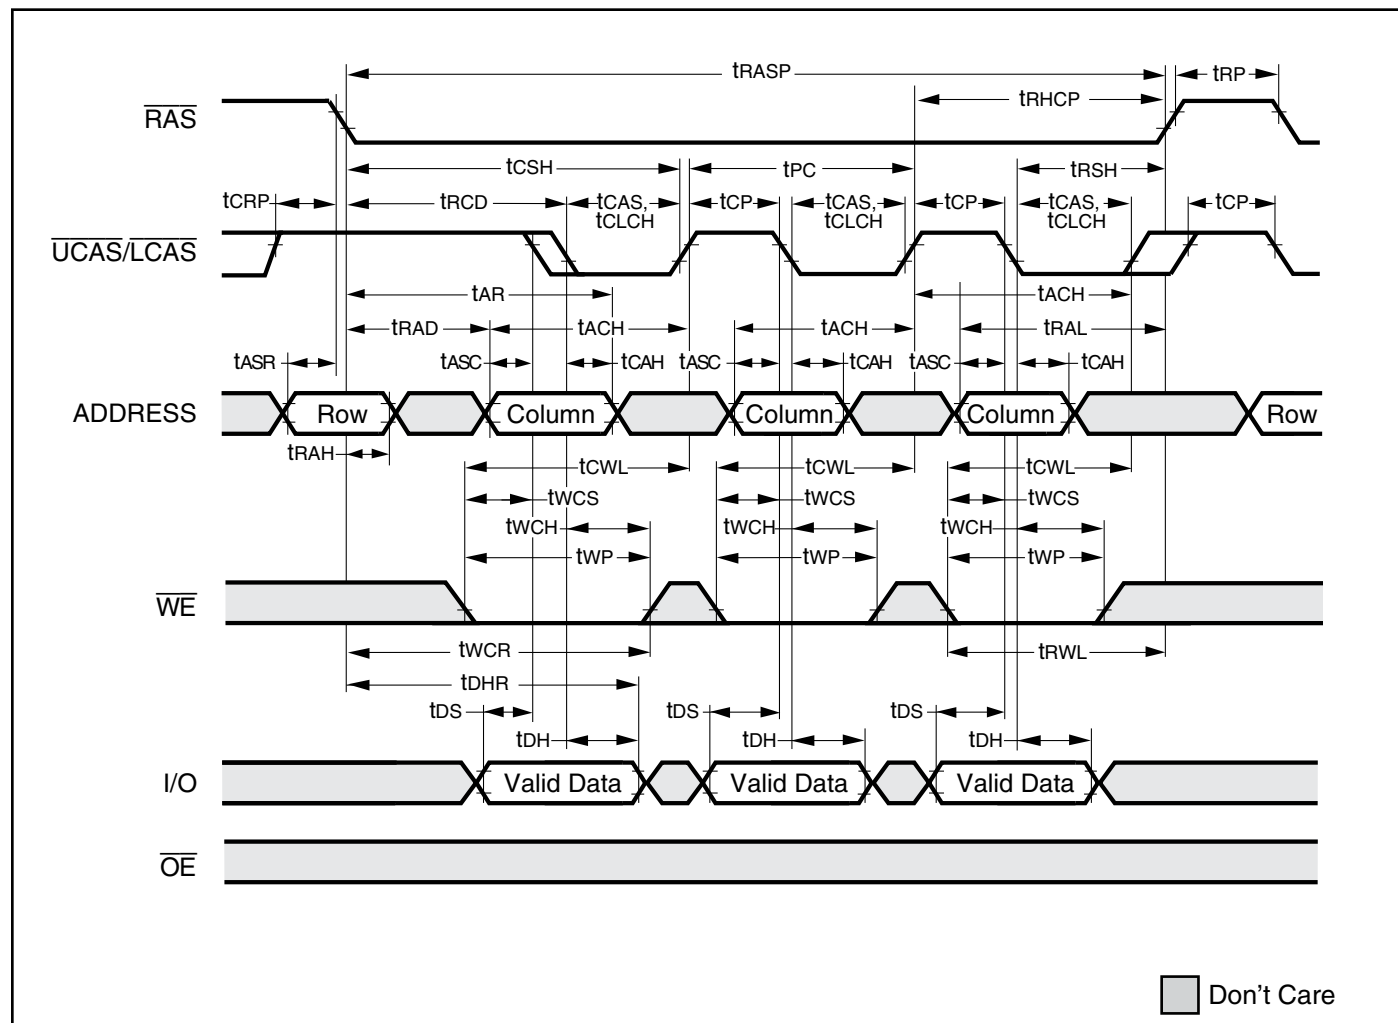 tRASP tRP
tRHCP
RAS
tCSH tPC tRSH
tCRP tRCD tCAS, tCLCH tCP tCAS, tCLCH tCP tCAS, tCLCH tCP
UCAS/LCAS
tAR tACH
tRAD tACH tACH tRAL
tASR tASC tCAH tASC tCAH tASC tCAH
ADDRESS Row Column Column Column Row
tRAH
tCWL tCWL tCWL
tWCS tWCS tWCS
tWCH tWCH tWCH
tWP tWP tWP
WE
tWCR tRWL
tDHR
tDS tDS tDS
tDH tDH tDH
I/O Valid Data Valid Data Valid Data
OE
Don't Care